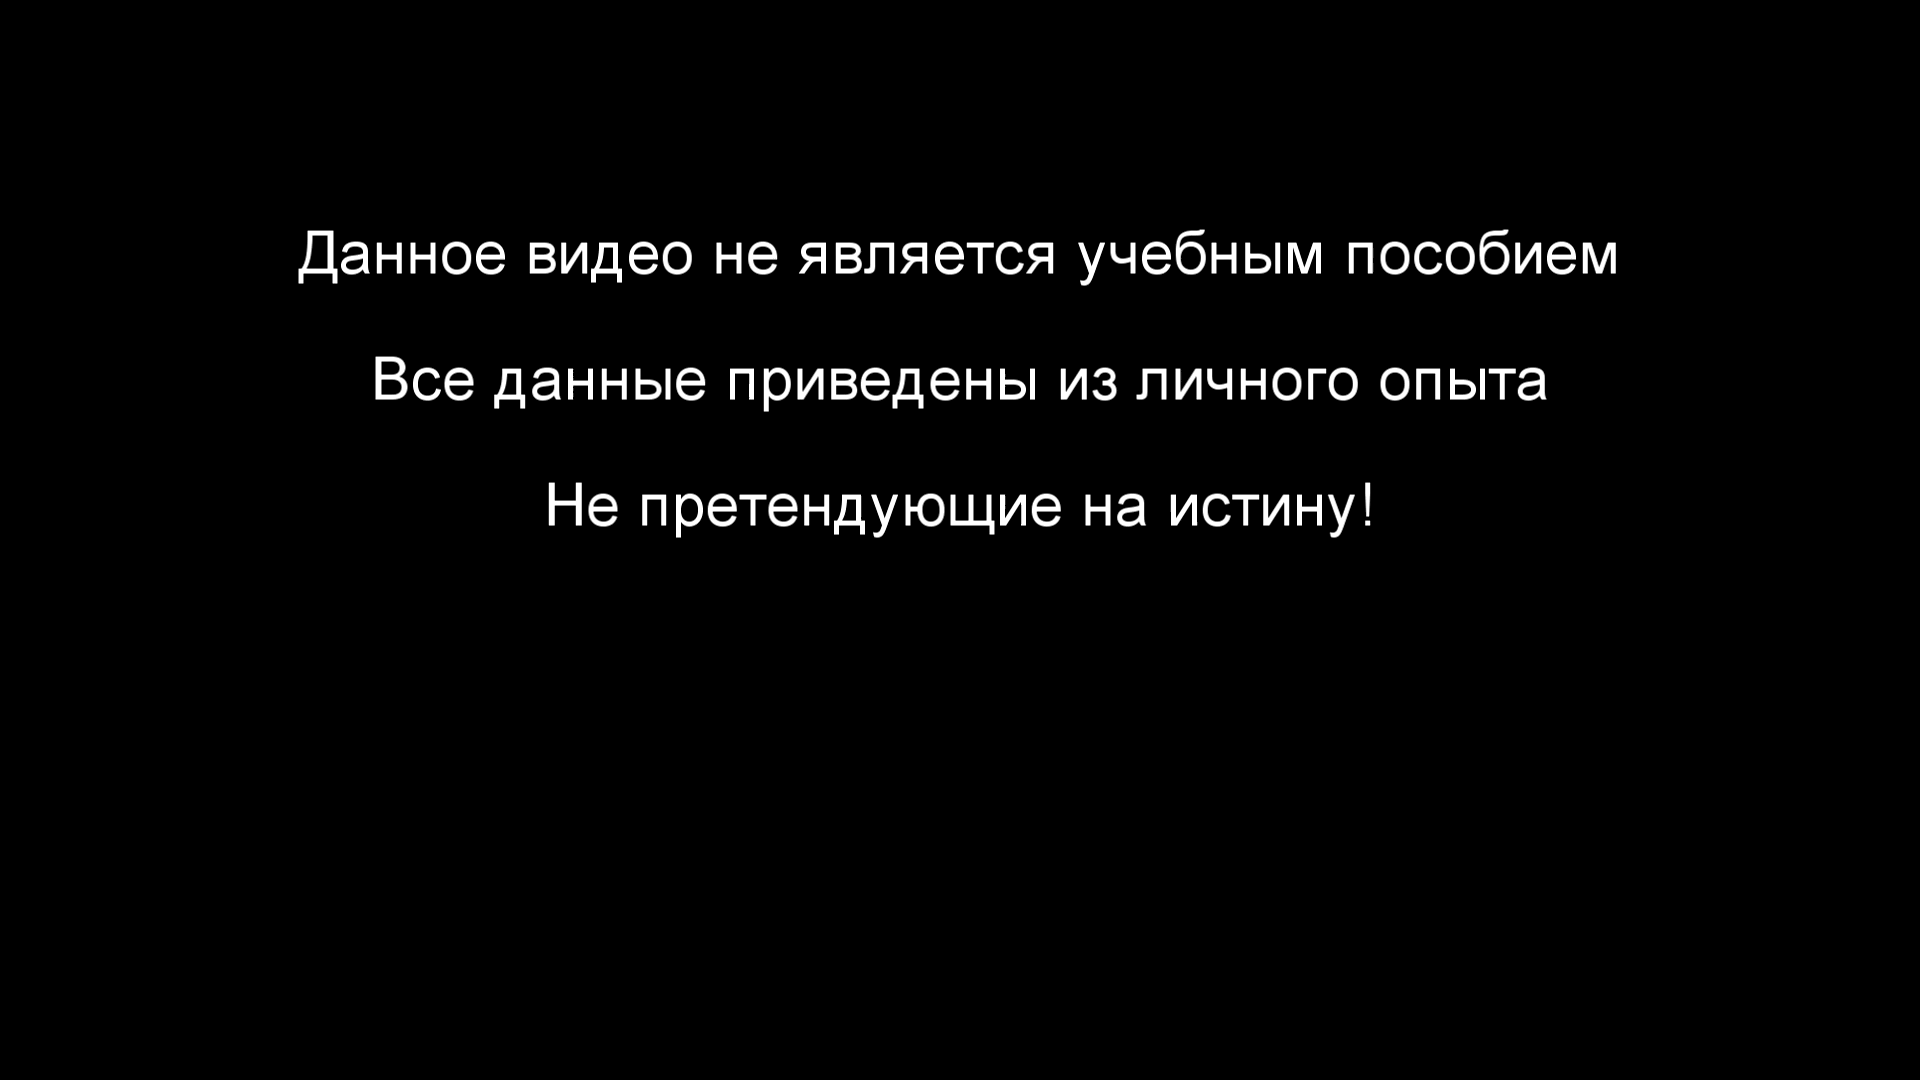 Данное видео не является учебным пособием
Все данные приведены из личного опыта
Не претендующие на истину!